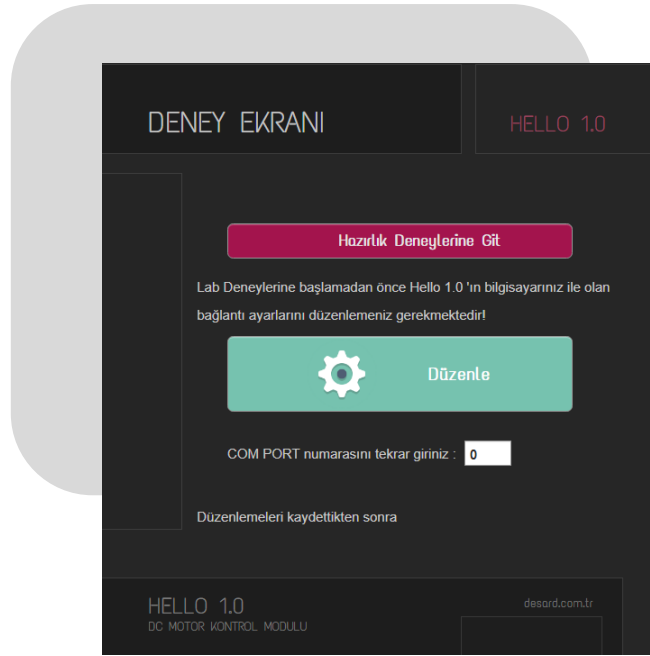 DENEY EKRANI
HELLO 1.0
Hazırlık Deneylerine Git
Lab Deneylerine başlamadan önce Hello 1.0 'ın bilgisayarınız ile olan
bağlantı ayarlarını düzenlemeniz gerekmektedir!
Düzenle
COM PORT numarasını tekrar giriniz : 0
Düzenlemeleri kaydettikten sonra
HELLO 1.0
desard.com.tr
DC MOTOR KONTROL MODULU